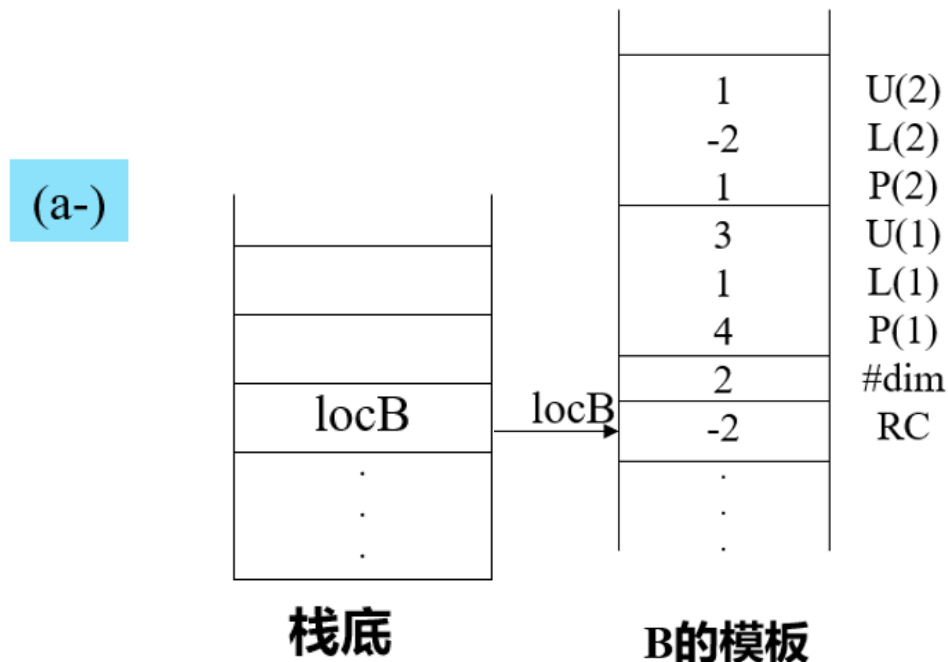 (a-)
locB
栈底
locB
1 U(2)
-2 L(2)
1 P(2)
3 U(1)
1 L(1)
4 P(1)
2 #dim
-2 RC
B的模板